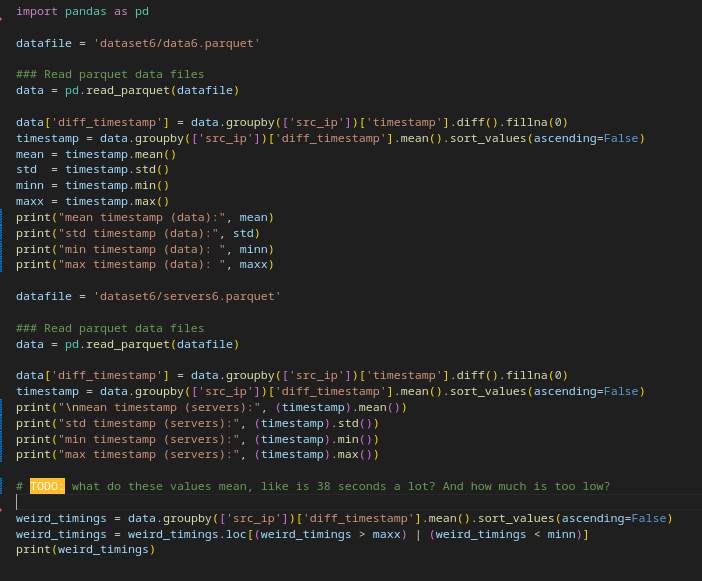 import pandas as pd
datafile = 'dataset6/data6.parquet'
### Read parquet data files
data = pd.read_parquet(datafile)
data['diff_timestamp'] = data.groupby(['src_ip'])['timestamp'].diff().fillna(0)
timestamp = data.groupby(['src_ip'])['diff_timestamp'].mean().sort_values(ascending=False)
mean = timestamp.mean()
std  = timestamp.std()
minn = timestamp.min()
maxx = timestamp.max()
print("mean timestamp (data):", mean)
print("std timestamp (data):", std)
print("min timestamp (data): ", minn)
print("max timestamp (data): ", maxx)
datafile = 'dataset6/servers6.parquet'
### Read parquet data files
data = pd.read_parquet(datafile)
data['diff_timestamp'] = data.groupby(['src_ip'])['timestamp'].diff().fillna(0)
timestamp = data.groupby(['src_ip'])['diff_timestamp'].mean().sort_values(ascending=False)
print("\nmean timestamp (servers):", (timestamp).mean())
print("std timestamp (servers):", (timestamp).std())
print("min timestamp (servers):", (timestamp).min())
print("max timestamp (servers):", (timestamp).max())
# TODO: what do these values mean, like is 38 seconds a lot? And how much is too low?
weird_timings = data.groupby(['src_ip'])['diff_timestamp'].mean().sort_values(ascending=False)
weird_timings = weird_timings.loc[(weird_timings > maxx) | (weird_timings < minn)]
print(weird_timings)